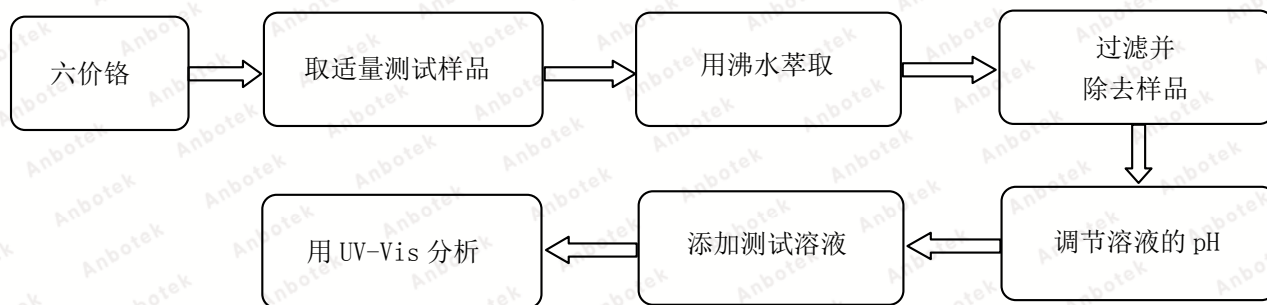 六价铬
取适量测试样品
用沸水萃取
过滤并
除去样品
调节溶液的 pH
添加测试溶液
用 UV-Vis 分析
Anbotek